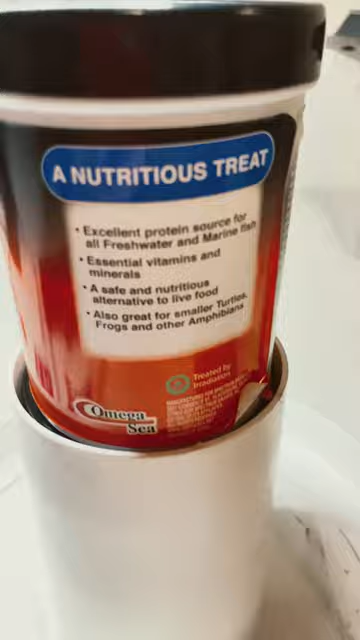 A NUTRITIOUS TREAT
• Excellent protein source for
all Freshwater and Marine fish
• Essential vitamins and
minerals
• A safe and nutritious
alternative to live food
• Also great for smaller Turtles,
Frogs and other Amphibians
Treated by
Irradiation
Omega
Sea